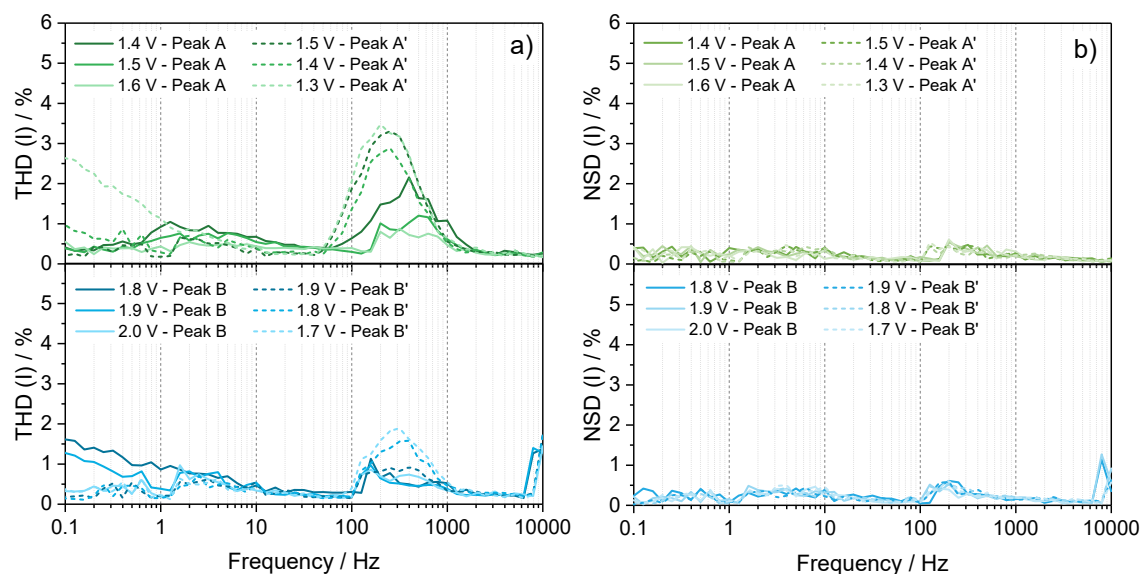 a)
THD (I) / %
6
5
4
3
2
1
0
1.4 V - Peak A 1.5 V - Peak A'
1.5 V - Peak A 1.4 V - Peak A'
1.6 V - Peak A 1.3 V - Peak A'
THD (I) / %
5
4
3
2
1
0
1.8 V - Peak B 1.9 V - Peak B'
1.9 V - Peak B 1.8 V - Peak B'
2.0 V - Peak B 1.7 V - Peak B'
0.1 1 10 100 1000 10000
Frequency / Hz
b)
NSD (I) / %
6
5
4
3
2
1
0
1.4 V - Peak A 1.5 V - Peak A'
1.5 V - Peak A 1.4 V - Peak A'
1.6 V - Peak A 1.3 V - Peak A'
NSD (I) / %
5
4
3
2
1
0
1.8 V - Peak B 1.9 V - Peak B'
1.9 V - Peak B 1.8 V - Peak B'
2.0 V - Peak B 1.7 V - Peak B'
0.1 1 10 100 1000 10000
Frequency / Hz